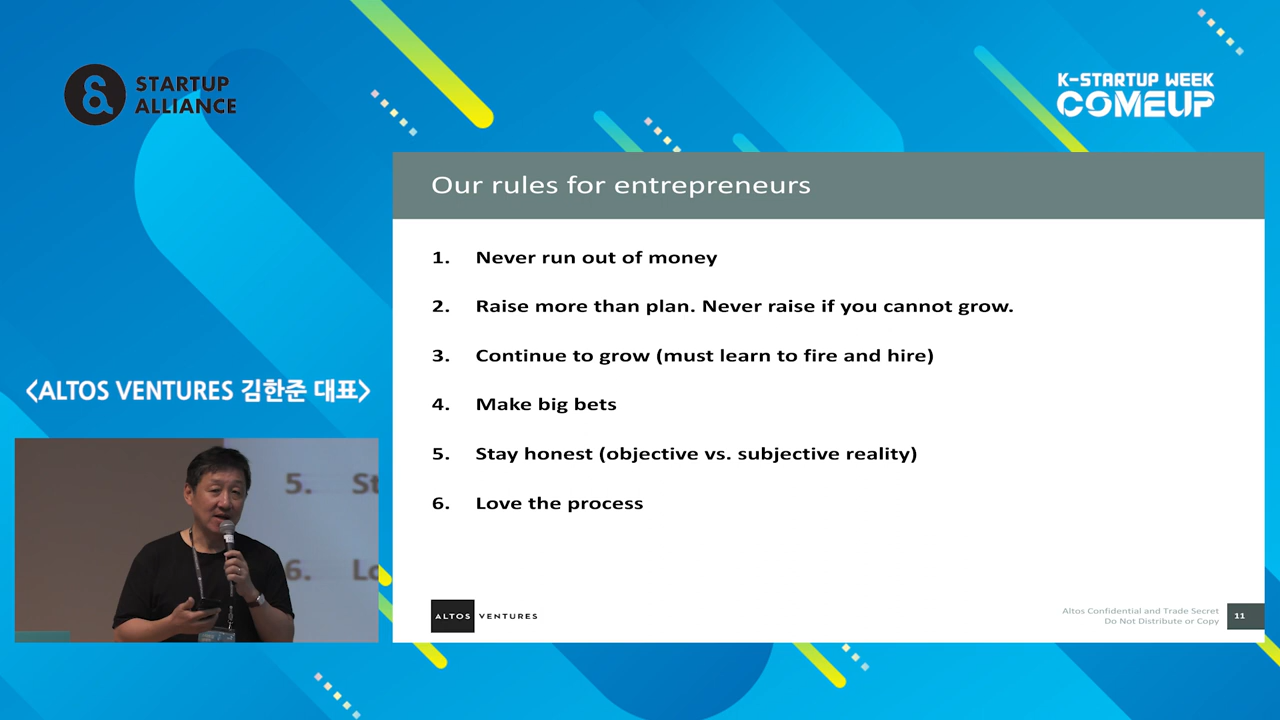 STARTUP
ALLIANCE
K-STARTUP WEEK
COMEUP
Our rules for entrepreneurs
1. Never run out of money
2. Raise more than plan. Never raise if you cannot grow.
3. Continue to grow (must learn to fire and hire)
4. Make big bets
5. Stay honest (objective vs. subjective reality)
6. Love the process
<ALTOS VENTURES 김한준 대표>
5. St
6. Lo
ALTOS VENTURES
Altos Confidential and Trade Secret
Do Not Distribute or Copy
11